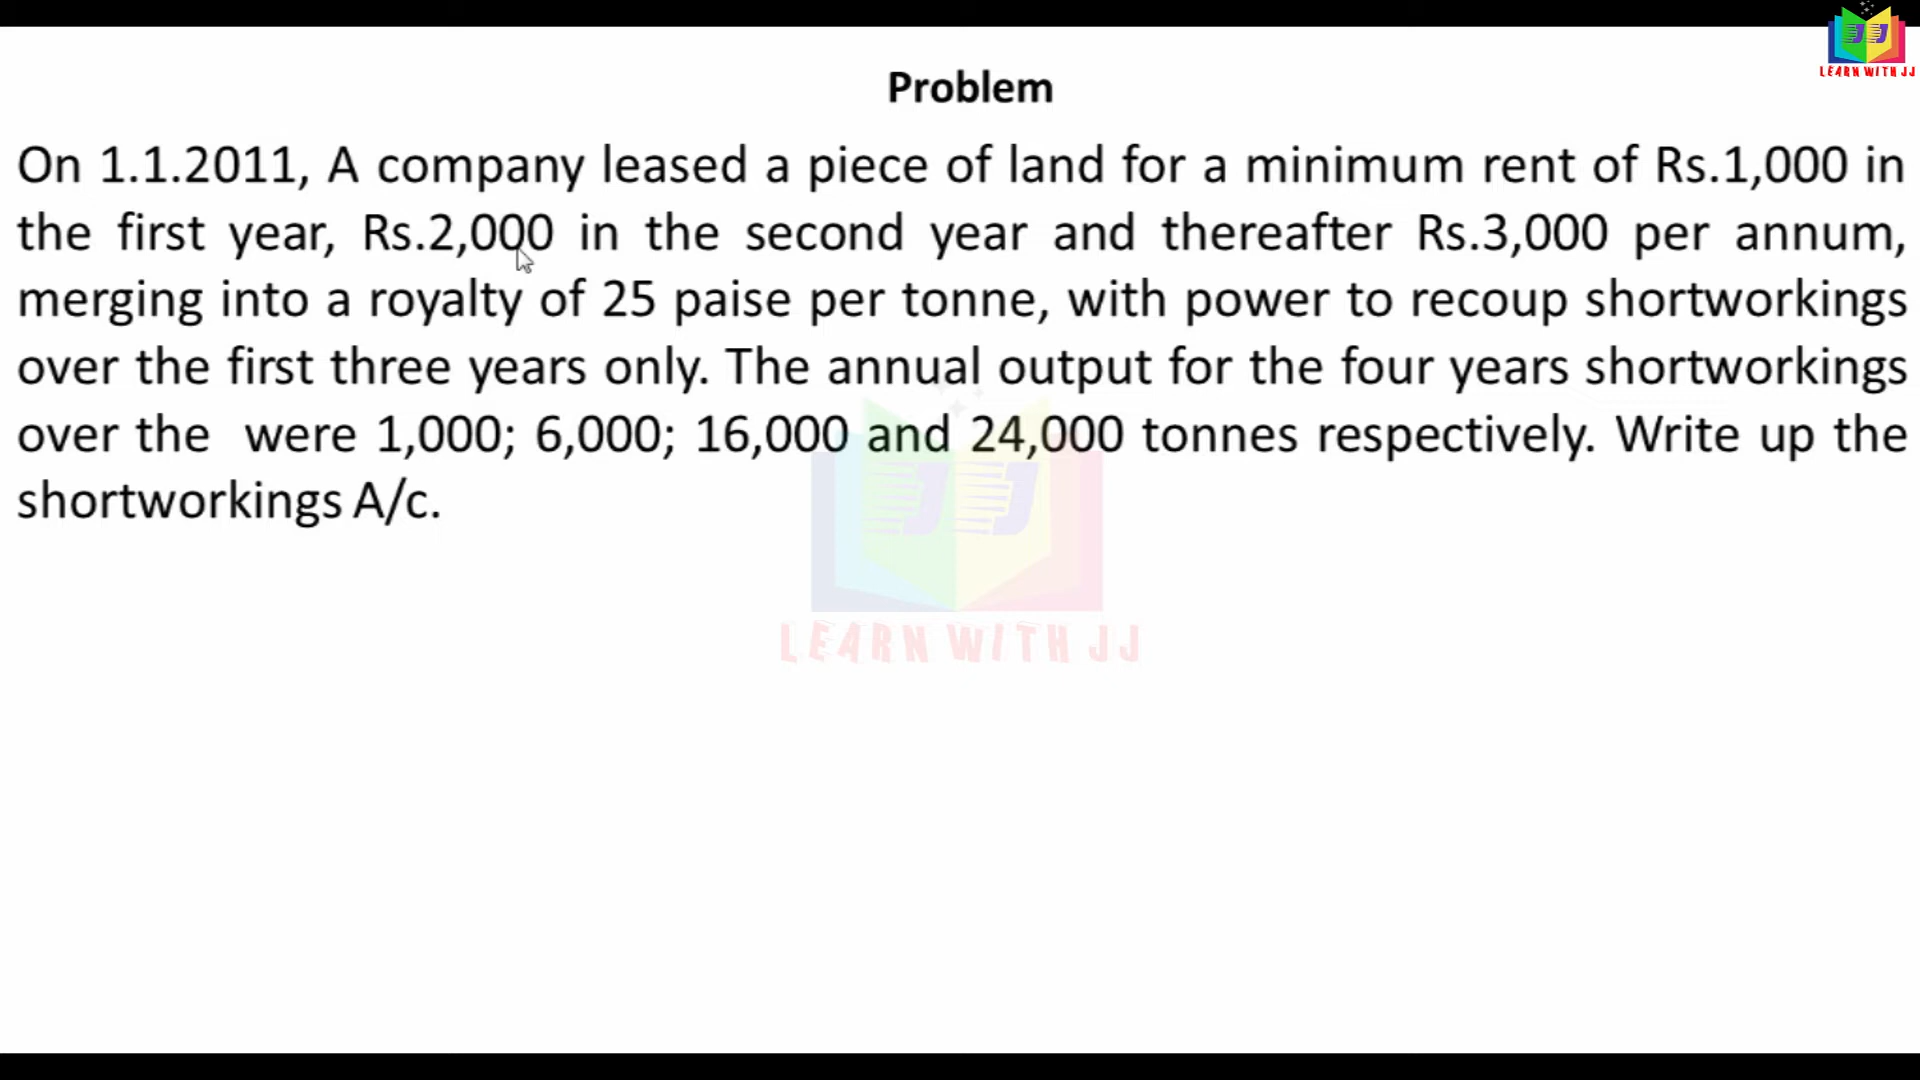 LEARN WITH JJ
Problem
On 1.1.2011, A company leased a piece of land for a minimum rent of Rs.1,000 in
the first year, Rs.2,000 in the second year and thereafter Rs.3,000 per annum,
merging into a royalty of 25 paise per tonne, with power to recoup shortworkings
over the first three years only. The annual output for the four years shortworkings
over the were 1,000; 6,000; 16,000 and 24,000 tonnes respectively. Write up the
shortworkings A/c.
JJ
LEARN WITH JJ